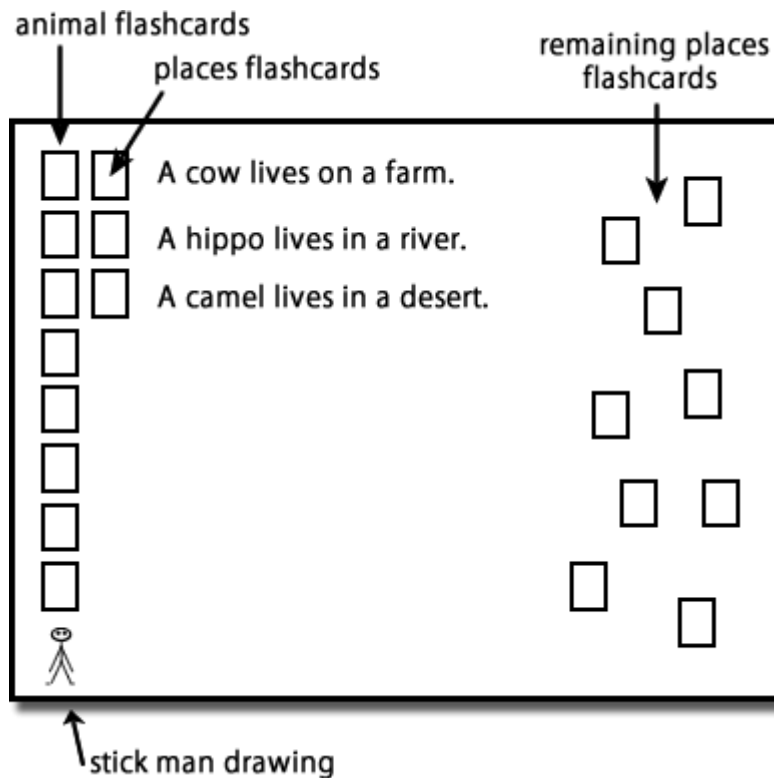 animal flashcards
places flashcards
remaining places
flashcards
A cow lives on a farm.
A hippo lives in a river.
A camel lives in a desert.
stick man drawing